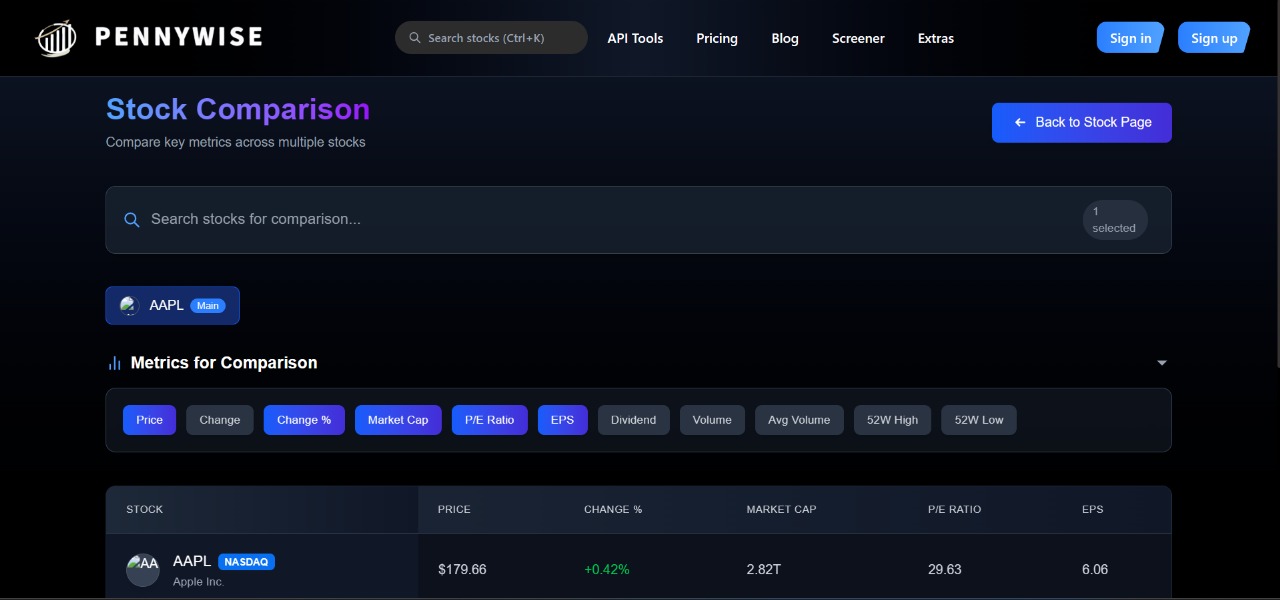 PENNYWISE
Search stocks (Ctrl+K)
API Tools
Pricing
Blog
Screener
Extras
Sign in
Sign up
Stock Comparison
Compare key metrics across multiple stocks
← Back to Stock Page
Search stocks for comparison...
1
selected
AAPL Main
Metrics for Comparison
Price
Change
Change %
Market Cap
P/E Ratio
EPS
Dividend
Volume
Avg Volume
52W High
52W Low
STOCK
PRICE
CHANGE %
MARKET CAP
P/E RATIO
EPS
AA
AAPL NASDAQ
Apple Inc.
$179.66
+0.42%
2.82T
29.63
6.06